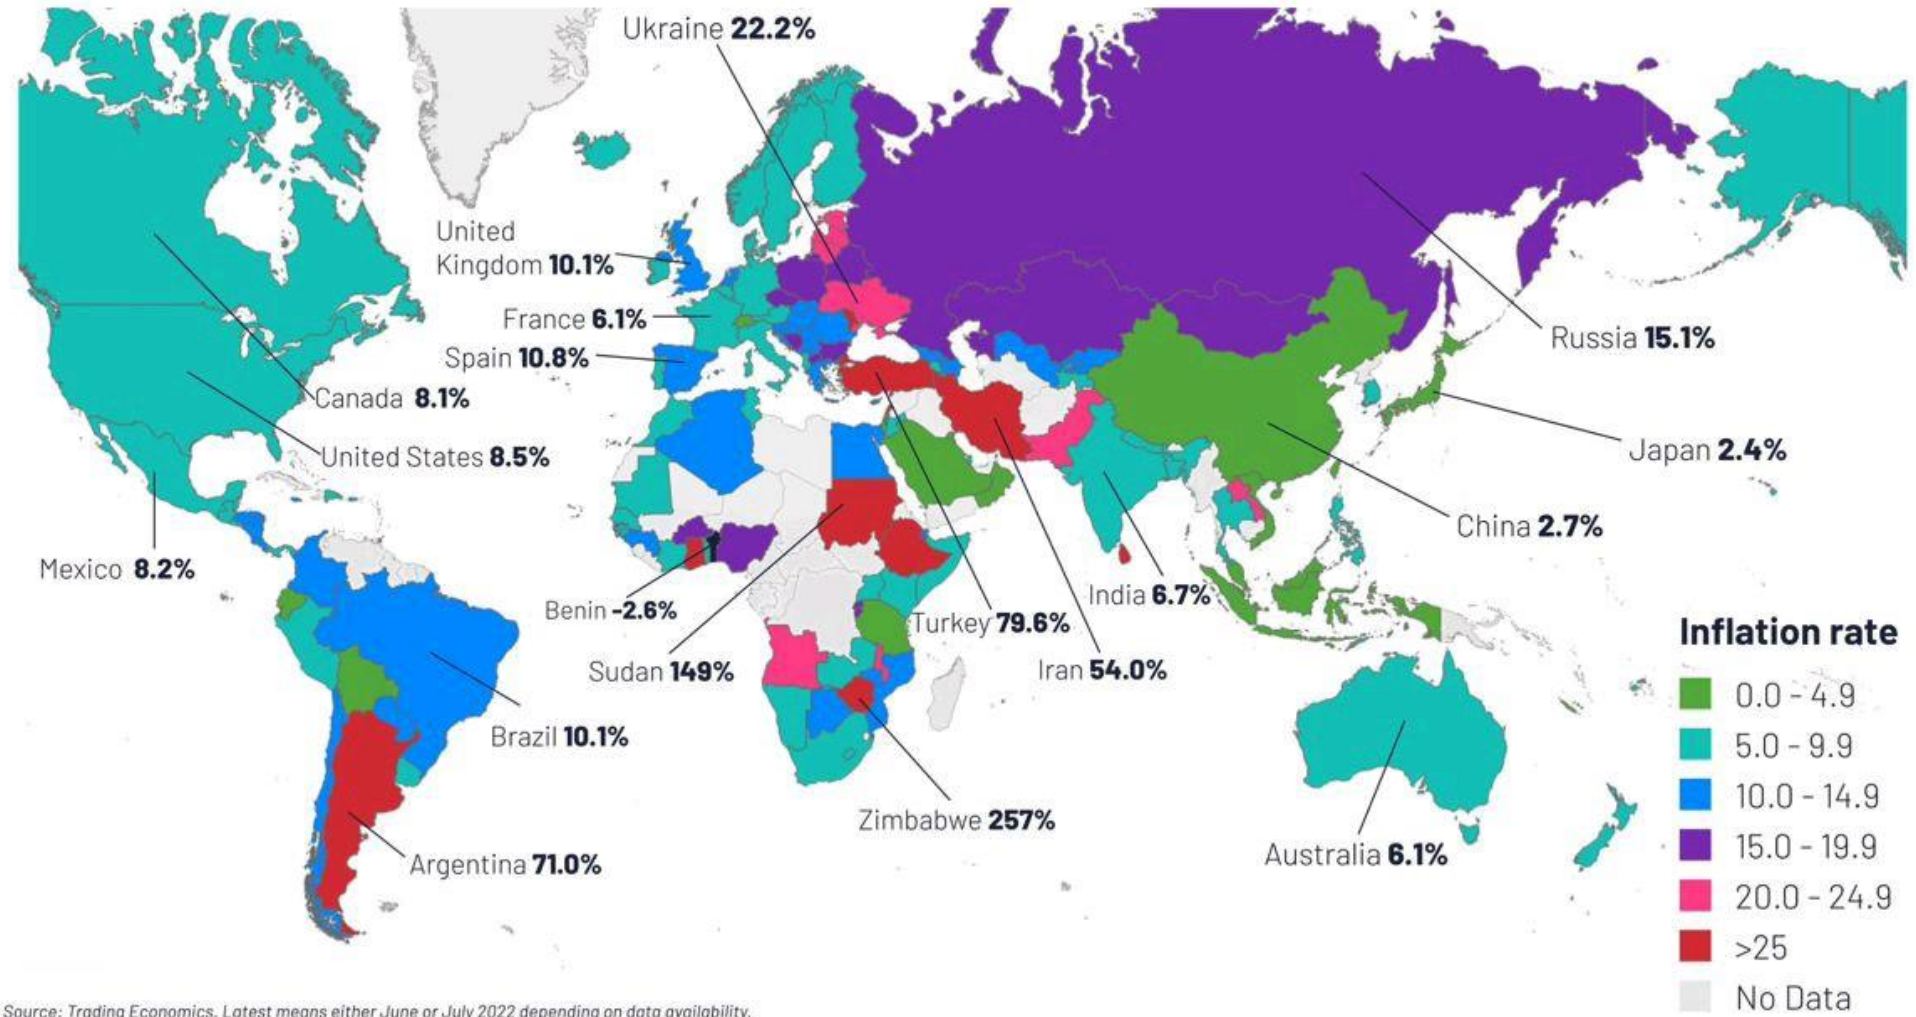 Ukraine 22.2%
United
Kingdom 10.1%
France 6.1%
Spain 10.8%
Russia 15.1%
Canada 8.1%
United States 8.5%
Japan 2.4%
China 2.7%
Mexico 8.2%
Benin -2.6%
India 6.7%
Turkey 79.6%
Sudan 149%
Iran 54.0%
Brazil 10.1%
Zimbabwe 257%
Argentina 71.0%
Australia 6.1%
Inflation rate
0.0 - 4.9
5.0 - 9.9
10.0 - 14.9
15.0 - 19.9
20.0 - 24.9
>25
No Data
Source: Trading Economics. Latest means either June or July 2022 depending on data availability.